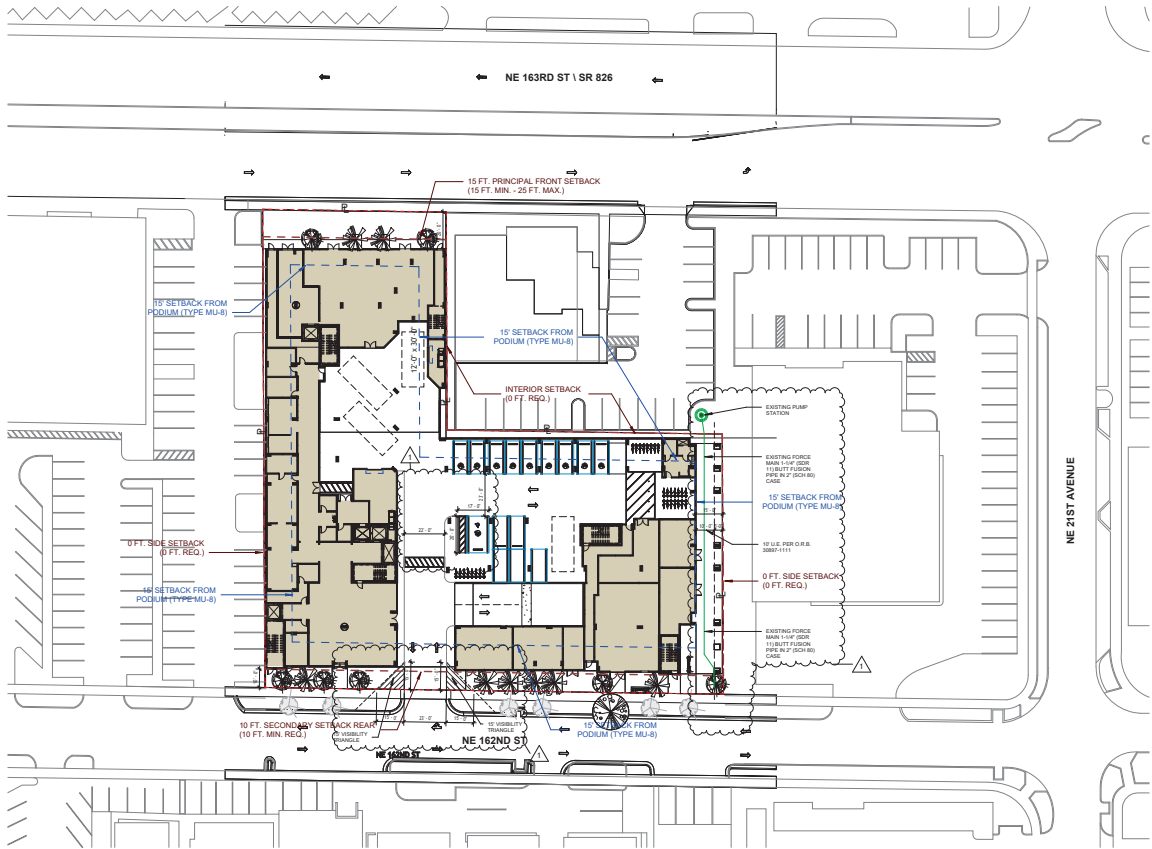 NE 163RD ST \ SR 826
15 FT. PRINCIPAL FRONT SETBACK
(15 FT. MIN. - 25 FT. MAX.)
15' SETBACK FROM
PODIUM (TYPE MU-8)
12'-0" x 30'-0"
15' SETBACK FROM
PODIUM (TYPE MU-8)
INTERIOR SETBACK
(0 FT. REQ.)
EXISTING PUMP
STATION
EXISTING FORCE
MAIN 1-1/4" (SDR
11) BUTT FUSION
PIPE IN 2" (SCH 80)
CASE
15' SETBACK FROM
PODIUM (TYPE MU-8)
1
17' - 0"
22' - 0"
10' U.E. PER O.R.B.
30897-1111
0 FT. SIDE SETBACK
(0 FT. REQ.)
0 FT. SIDE SETBACK
(0 FT. REQ.)
15' SETBACK FROM
PODIUM (TYPE MU-8)
EXISTING FORCE
MAIN 1-1/4" (SDR
11) BUTT FUSION
PIPE IN 2" (SCH 80)
CASE
1
NE 21ST AVENUE
10 FT. SECONDARY SETBACK REAR
(10 FT. MIN. REQ.)
15' VISIBILITY
TRIANGLE
15' VISIBILITY
TRIANGLE
15' SETBACK FROM
PODIUM (TYPE MU-8)
NE 162ND ST
1
NE 162ND ST